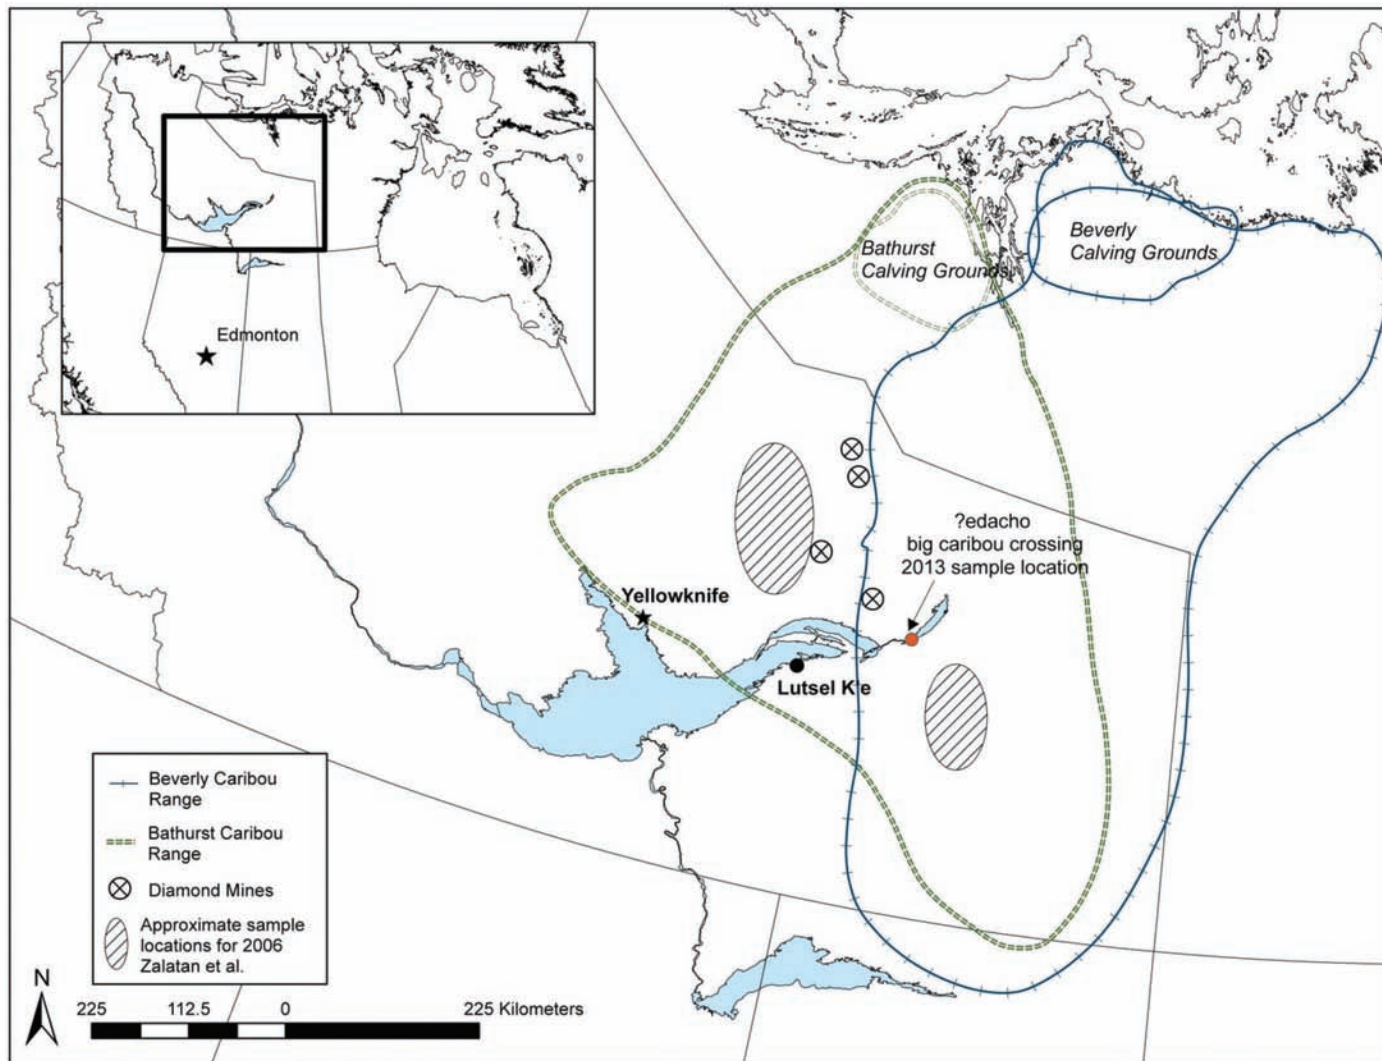 Edmonton
Bathurst
Calving Grounds
Beverly
Calving Grounds
?edacho
big caribou crossing
2013 sample location
Yellowknife
Lutsel K'e
Beverly Caribou
Range
Bathurst Caribou
Range
Diamond Mines
Approximate sample
locations for 2006
Zalatan et al.
N
225 112.5 0 225 Kilometers